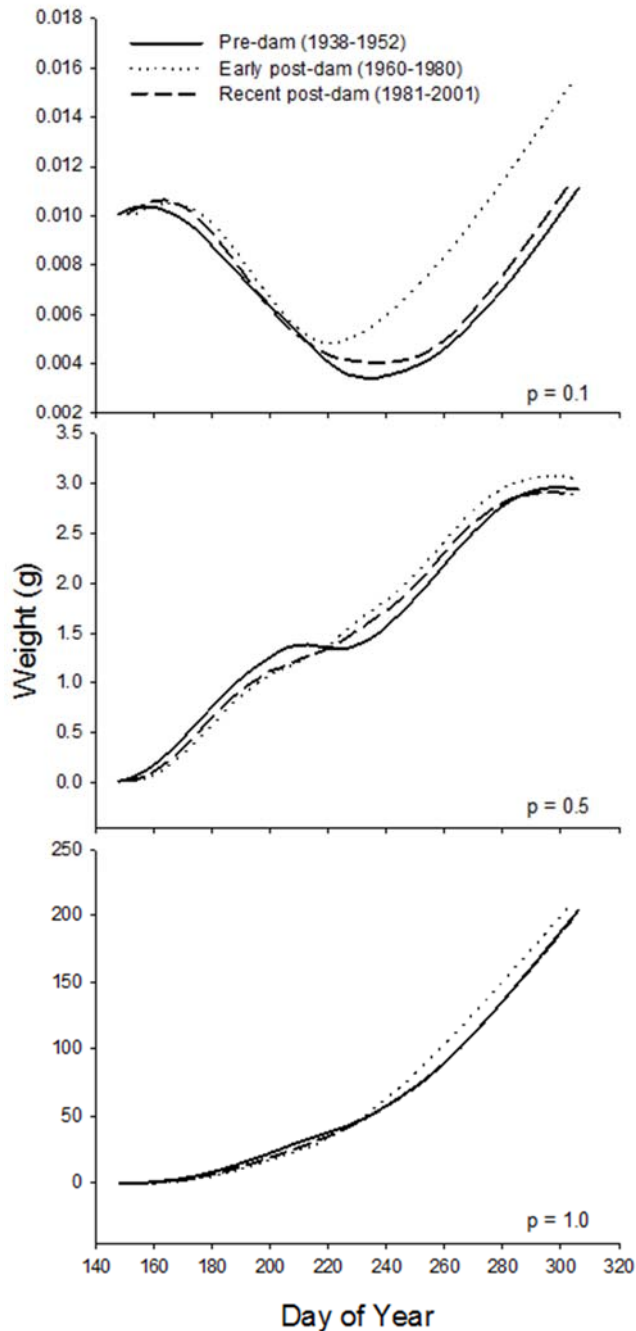 0.018
0.016
0.014
0.012
0.010
0.008
0.006
0.004
0.002
Pre-dam (1938-1952)
Early post-dam (1960-1980)
Recent post-dam (1981-2001)
p = 0.1
3.5
3.0
2.5
2.0
1.5
1.0
0.5
0.0
p = 0.5
Weight (g)
250
200
150
100
50
0
p = 1.0
140 160 180 200 220 240 260 280 300 320
Day of Year